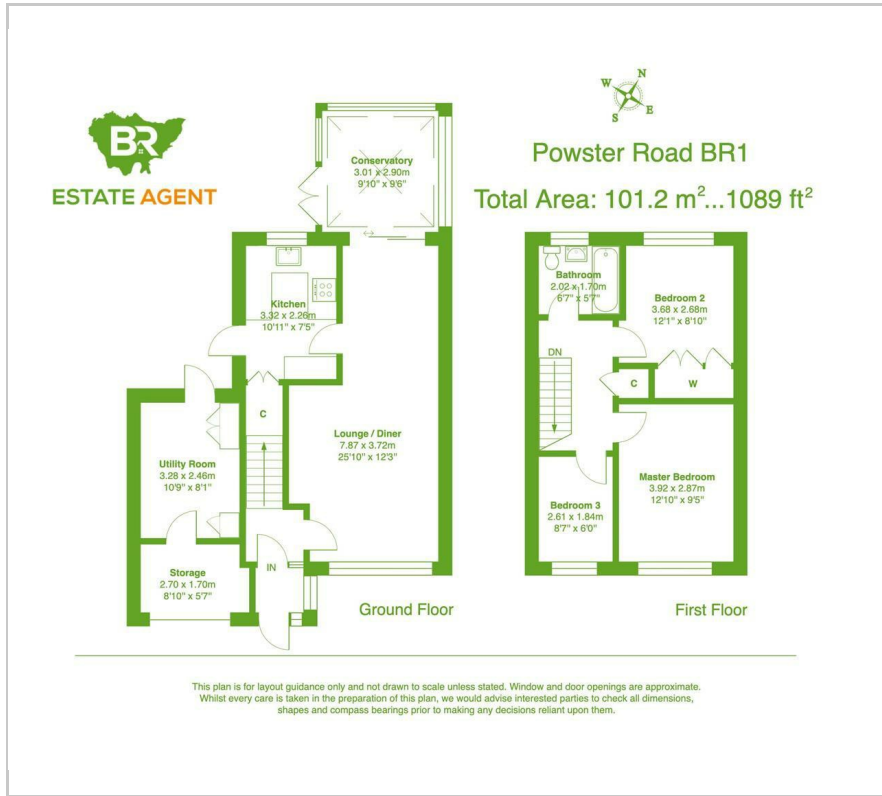 BR
ESTATE AGENT
W
N
S
E
Powster Road BR1
Total Area: 101.2 m²...1089 ft²
Conservatory
3.01 x 2.90m
9'10" x 9'6"
Kitchen
3.32 x 2.26m
10'11" x 7'5"
C
Lounge / Diner
7.87 x 3.72m
25'10" x 12'3"
Utility Room
3.28 x 2.46m
10'9" x 8'1"
Storage
2.70 x 1.70m
8'10" x 5'7"
IN
Ground Floor
Bathroom
2.02 x 1.70m
6'7" x 5'7"
Bedroom 2
3.68 x 2.68m
12'1" x 8'10"
DN
C
W
Master Bedroom
3.92 x 2.87m
12'10" x 9'5"
Bedroom 3
2.61 x 1.84m
8'7" x 6'0"
First Floor
This plan is for layout guidance only and not drawn to scale unless stated. Window and door openings are approximate.
Whilst every care is taken in the preparation of this plan, we would advise interested parties to check all dimensions,
shapes and compass bearings prior to making any decisions reliant upon them.